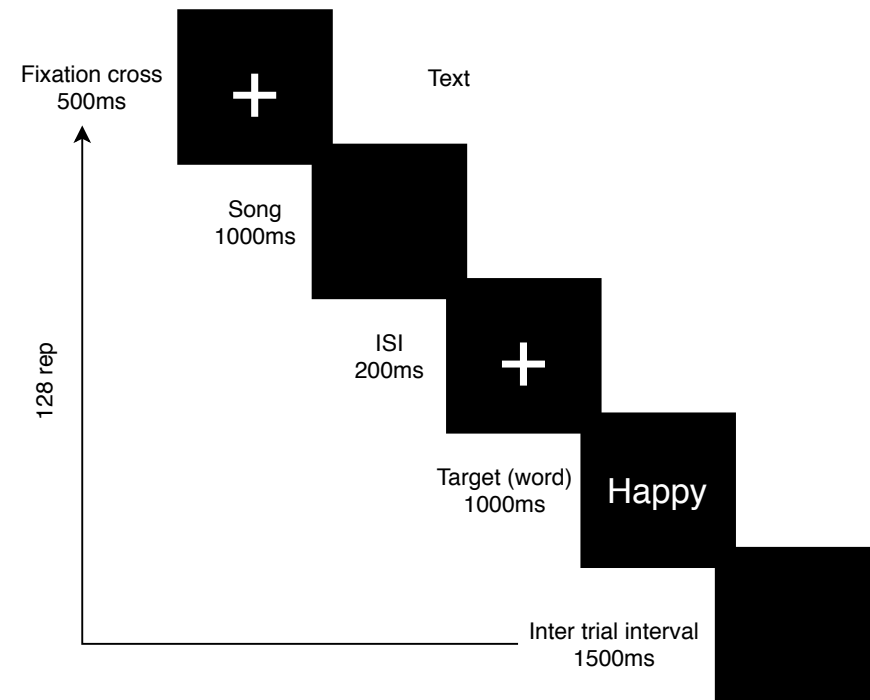 Fixation cross
500ms
Text
Song
1000ms
ISI
200ms
128 rep
Target (word)
1000ms
Happy
Inter trial interval
1500ms